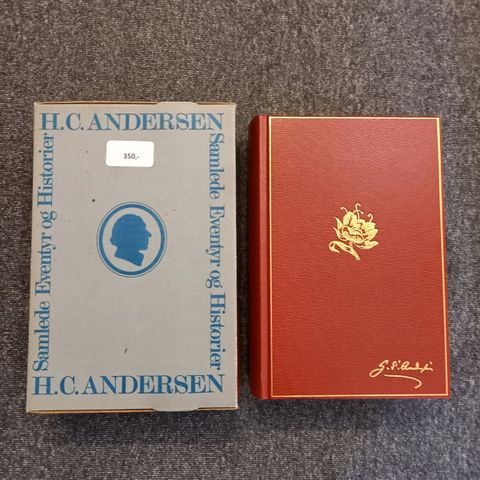 H.C. ANDERSEN
350,-
Samlede Eventyr og Historier
Samlede Eventyr og Historier
H.C. ANDERSEN